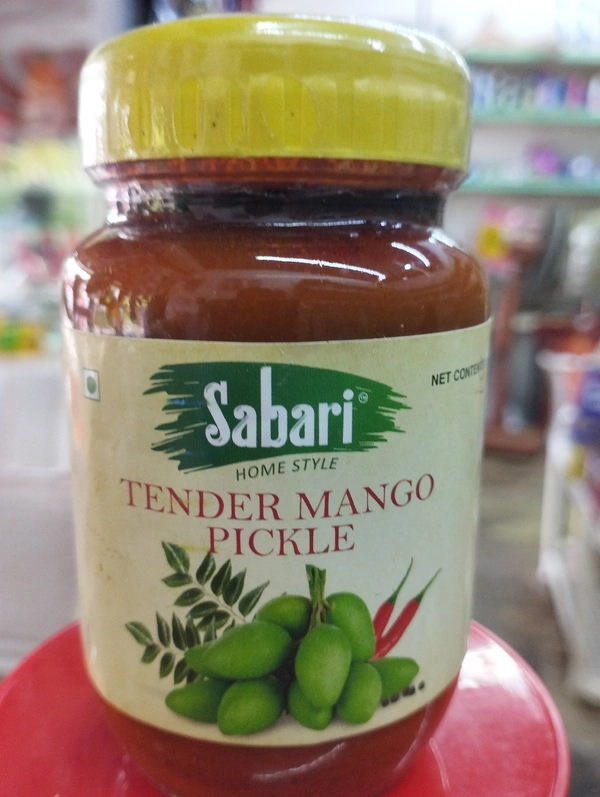 Sabari
HOME STYLE
NET CONTENT
TENDER MANGO
PICKLE